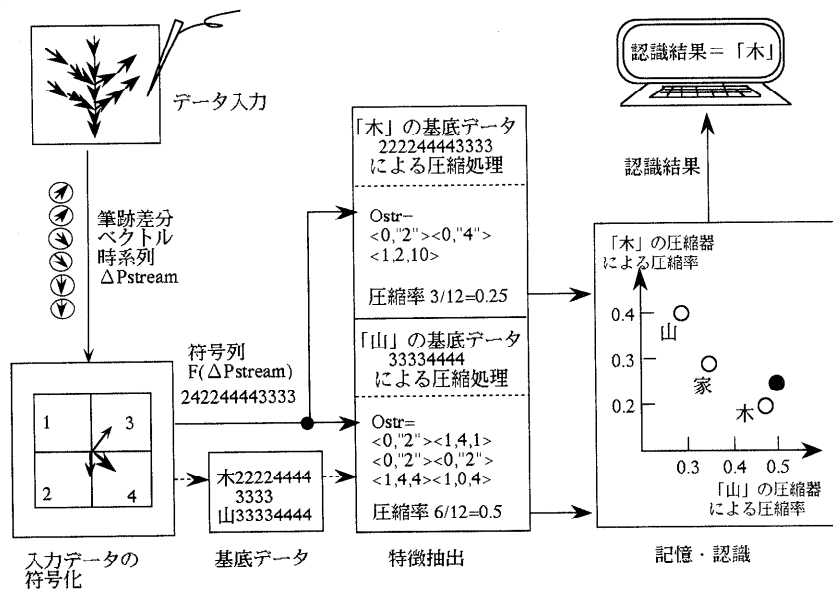 データ入力
認識結果＝「木」
筆跡差分
ベクトル
時系列
ΔPstream
「木」の基底データ
222244443333
による圧縮処理
Ostr=
<0,"2"><0,"4">
<1,2,10>
圧縮率 3/12=0.25
認識結果
「木」の圧縮器
による圧縮率
0.4
0.3
0.2
山
家
木
0.3
0.4
0.5
「山」の圧縮器
による圧縮率
符号列
F(ΔPstream)
242244443333
「山」の基底データ
33334444
による圧縮処理
Ostr=
<0,"2"><1,4,1>
<0,"2"><0,"2">
<1,4,4><1,0,4>
圧縮率 6/12=0.5
1
3
2
4
木22224444
3333
山33334444
入力データの
符号化
基底データ
特徴抽出
記憶・認識